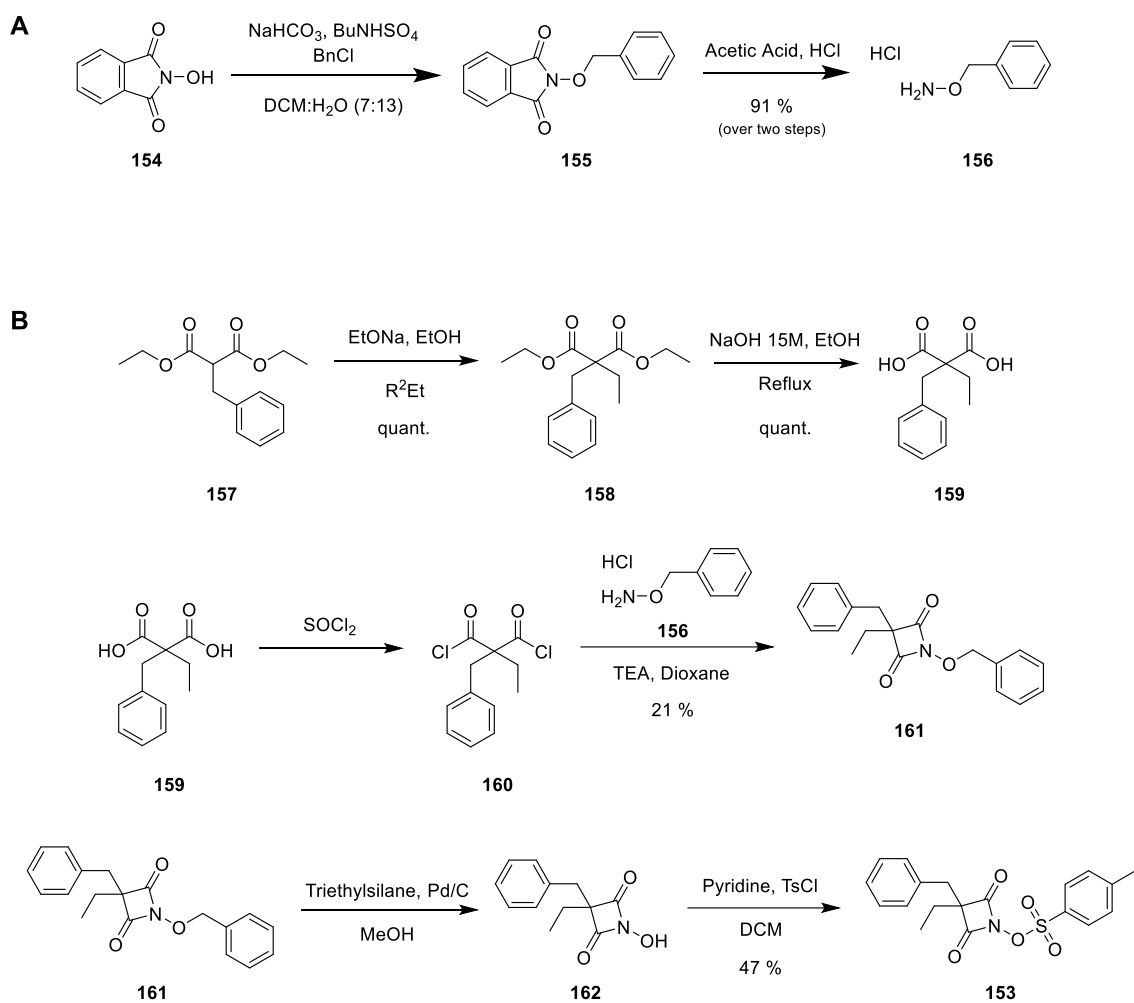 A
NaHCO3, BuNHSO4
BnCl
DCM:H2O (7:13)
Acetic Acid, HCl
91 %
(over two steps)
O
N
OH
O
154
O
N
O
O
155
HCl
H2N
O
156
B
O
O
O
O
157
EtONa, EtOH
R2Et
quant.
O
O
O
O
158
NaOH 15M, EtOH
Reflux
quant.
O
O
HO
OH
159
O
O
HO
OH
159
SOCl2
O
O
Cl
Cl
160
HCl
H2N
O
156
TEA, Dioxane
21 %
O
N
O
O
161
O
N
O
O
161
Triethylsilane, Pd/C
MeOH
O
N
O
OH
162
Pyridine, TsCl
DCM
47 %
O
N
O
O
S
O
O
153